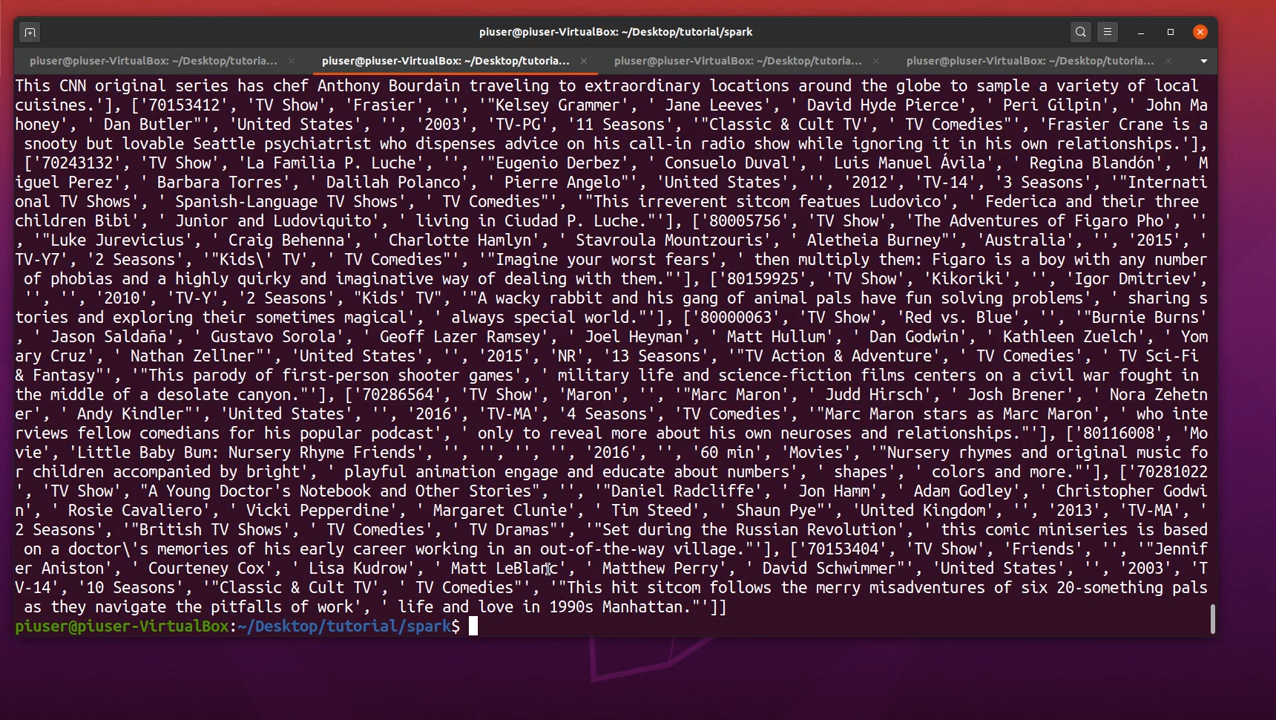 piuser@piuser-VirtualBox: ~/Desktop/tutorial/spark
piuser@piuser-VirtualBox: ~/Desktop/tutoria... × piuser@piuser-VirtualBox: ~/Desktop/tutoria... × piuser@piuser-VirtualBox: ~/Desktop/tutoria... × piuser@piuser-VirtualBox: ~/Desktop/tutoria... ×
This CNN original series has chef Anthony Bourdain traveling to extraordinary locations around the globe to sample a variety of local
cuisines.'], ['70153412', 'TV Show', 'Frasier', '', '"Kelsey Grammer', ' Jane Leeves', ' David Hyde Pierce', ' Peri Gilpin', ' John Ma
honey', ' Dan Butler"', 'United States', '', '2003', 'TV-PG', '11 Seasons', '"Classic & Cult TV', ' TV Comedies"', 'Frasier Crane is a
snooty but lovable Seattle psychiatrist who dispenses advice on his call-in radio show while ignoring it in his own relationships.'],
['70243132', 'TV Show', 'La Familia P. Luche', '', '"Eugenio Derbez', ' Consuelo Duval', ' Luis Manuel Ávila', ' Regina Blandón', ' M
iguel Perez', ' Barbara Torres', ' Dalilah Polanco', ' Pierre Angelo"', 'United States', '', '2012', 'TV-14', '3 Seasons', '"Internati
onal TV Shows', ' Spanish-Language TV Shows', ' TV Comedies"', '"This irreverent sitcom featues Ludovico', ' Federica and their three
children Bibi', ' Junior and Ludoviquito', ' living in Ciudad P. Luche."'], ['80005756', 'TV Show', 'The Adventures of Figaro Pho', ''
, '"Luke Jurevicius', ' Craig Behenna', ' Charlotte Hamlyn', ' Stavroula Mountzouris', ' Aletheia Burney"', 'Australia', '', '2015', '
TV-Y7', '2 Seasons', '"Kids\' TV', ' TV Comedies"', '"Imagine your worst fears', ' then multiply them: Figaro is a boy with any number
of phobias and a highly quirky and imaginative way of dealing with them."'], ['80159925', 'TV Show', 'Kikoriki', '', 'Igor Dmitriev',
'', '', '2010', 'TV-Y', '2 Seasons', "Kids' TV", '"A wacky rabbit and his gang of animal pals have fun solving problems', ' sharing s
tories and exploring their sometimes magical', ' always special world."'], ['80000063', 'TV Show', 'Red vs. Blue', '', '"Burnie Burns'
, ' Jason Saldaña', ' Gustavo Sorola', ' Geoff Lazer Ramsey', ' Joel Heyman', ' Matt Hullum', ' Dan Godwin', ' Kathleen Zuelch', ' Yom
ary Cruz', ' Nathan Zellner"', 'United States', '', '2015', 'NR', '13 Seasons', '"TV Action & Adventure', ' TV Comedies', ' TV Sci-Fi
& Fantasy"', '"This parody of first-person shooter games', ' military life and science-fiction films centers on a civil war fought in
the middle of a desolate canyon."'], ['70286564', 'TV Show', 'Maron', '', '"Marc Maron', ' Judd Hirsch', ' Josh Brener', ' Nora Zehetn
er', ' Andy Kindler"', 'United States', '', '2016', 'TV-MA', '4 Seasons', 'TV Comedies', '"Marc Maron stars as Marc Maron', ' who inte
rviews fellow comedians for his popular podcast', ' only to reveal more about his own neuroses and relationships."'], ['80116008', 'Mo
vie', 'Little Baby Bum: Nursery Rhyme Friends', '', '', '', '', '2016', '', '60 min', 'Movies', '"Nursery rhymes and original music fo
r children accompanied by bright', ' playful animation engage and educate about numbers', ' shapes', ' colors and more."'], ['70281022
', 'TV Show', "A Young Doctor's Notebook and Other Stories", '', '"Daniel Radcliffe', ' Jon Hamm', ' Adam Godley', ' Christopher Godwi
n', ' Rosie Cavaliero', ' Vicki Pepperdine', ' Margaret Clunie', ' Tim Steed', ' Shaun Pye"', 'United Kingdom', '', '2013', 'TV-MA', '
2 Seasons', '"British TV Shows', ' TV Comedies', ' TV Dramas"', '"Set during the Russian Revolution', ' this comic miniseries is based
on a doctor\'s memories of his early career working in an out-of-the-way village."'], ['70153404', 'TV Show', 'Friends', '', '"Jennif
er Aniston', ' Courteney Cox', ' Lisa Kudrow', ' Matt LeBlanc', ' Matthew Perry', ' David Schwimmer"', 'United States', '', '2003', 'T
V-14', '10 Seasons', '"Classic & Cult TV', ' TV Comedies"', '"This hit sitcom follows the merry misadventures of six 20-something pals
as they navigate the pitfalls of work', ' life and love in 1990s Manhattan."']]
piuser@piuser-VirtualBox:~/Desktop/tutorial/spark$